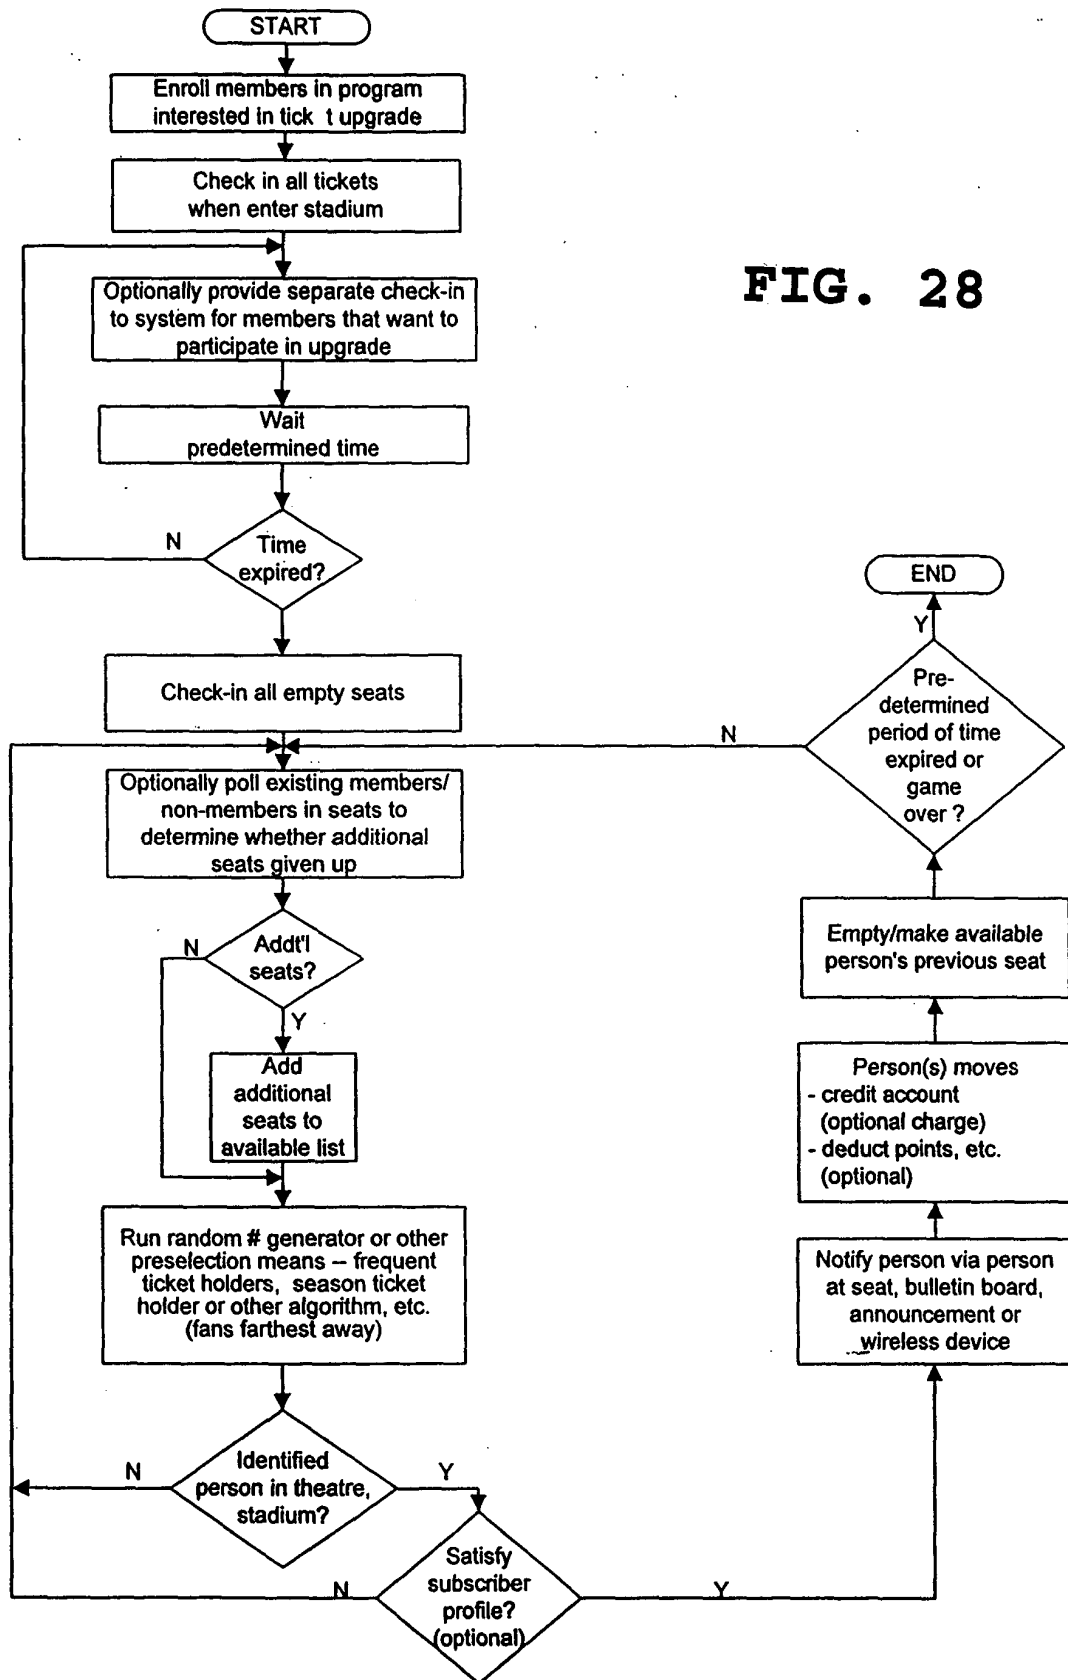 START
Enroll members in program
interested in tick t upgrade
Check in all tickets
when enter stadium
FIG. 28
Optionally provide separate check-in
to system for members that want to
participate in upgrade
Wait
predetermined time
N
Time
expired?
Check-in all empty seats
Optionally poll existing members/
non-members in seats to
determine whether additional
seats given up
N
Addt'l
seats?
Y
Add
additional
seats to
available list
Run random # generator or other
preselection means – frequent
ticket holders, season ticket
holder or other algorithm, etc.
(fans farthest away)
N
Identified
person in theatre,
stadium?
Y
N
Satisfy
subscriber
profile?
(optional)
Y
Notify person via person
at seat, bulletin board,
announcement or
wireless device
Person(s) moves
- credit account
(optional charge)
- deduct points, etc.
(optional)
Empty/make available
person's previous seat
N
Pre-
determined
period of time
expired or
game
over ?
Y
END